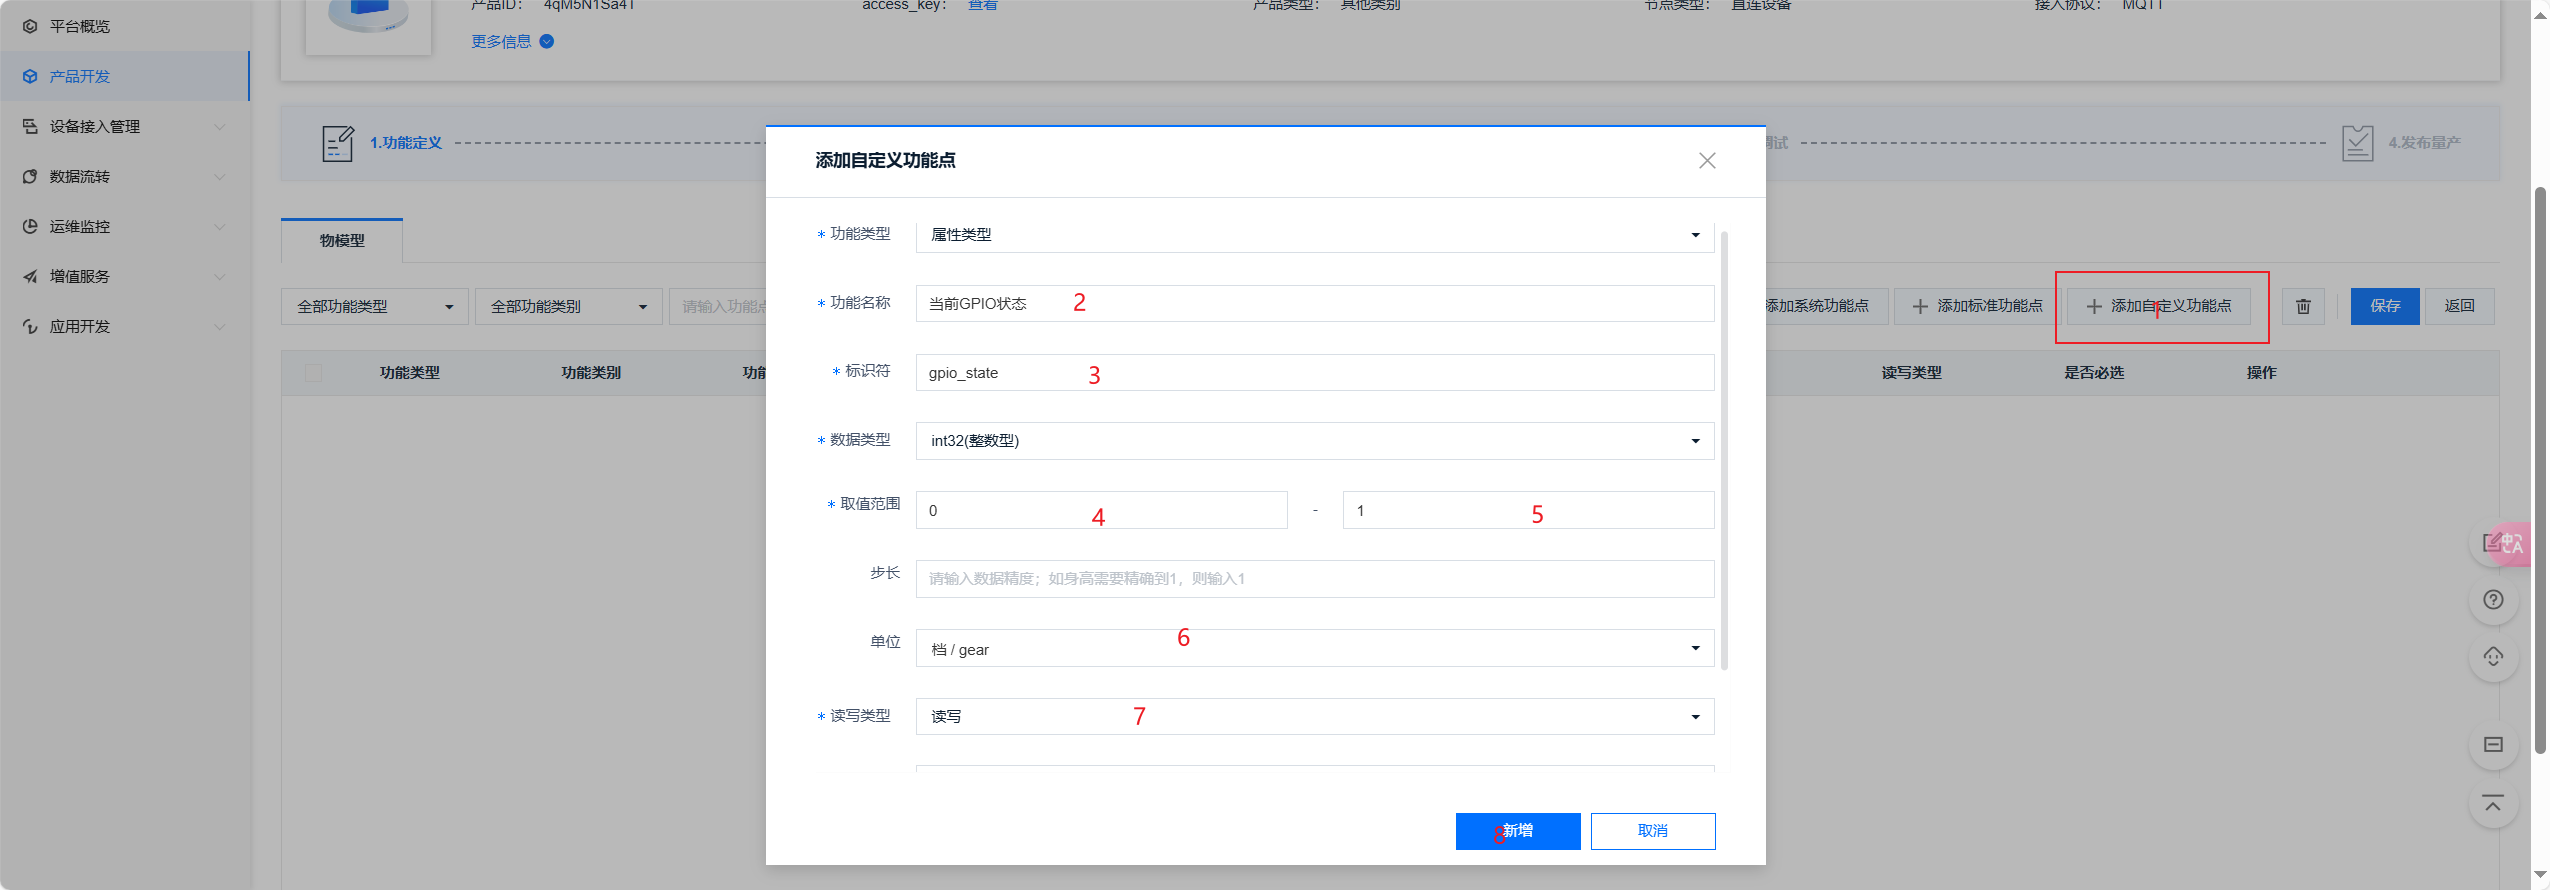 平台概览
产品开发
设备接入管理
数据流转
运维监控
增值服务
应用开发
产品ID： 4qM5N1Sa41 access_key： 查看 产品类型： 其他类别 节点类型： 直连设备 接入协议： MQTT
更多信息
1.功能定义 调试 4.发布量产
物模型
全部功能类型 全部功能类别 请输入功能点 添加系统功能点 添加标准功能点 添加自定义功能点 1 保存 返回
功能类型 功能类别 功能 读写类型 是否必选 操作
添加自定义功能点
* 功能类型 属性类型
* 功能名称 当前GPIO状态 2
* 标识符 gpio_state 3
* 数据类型 int32(整数型)
* 取值范围 0 4 - 1 5
步长 请输入数据精度；如身高需要精确到1，则输入1
单位 档 / gear 6
* 读写类型 读写 7
8 新增 取消
中 CA